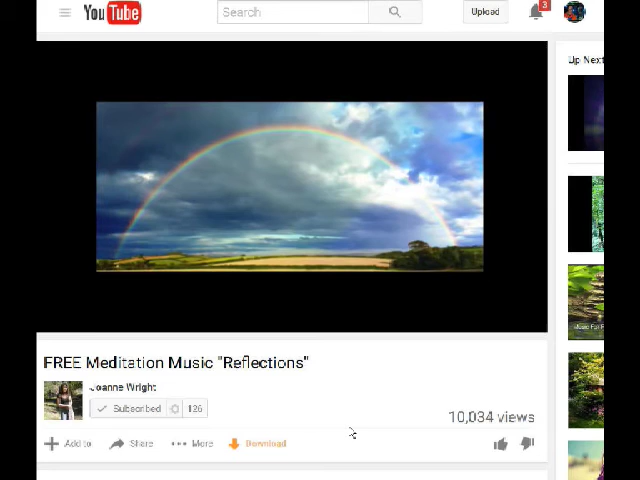 YouTube
Search
Upload
3
Up Next
FREE Meditation Music "Reflections"
Joanne Wright
Subscribed 126
10,034 views
Add to Share More Download